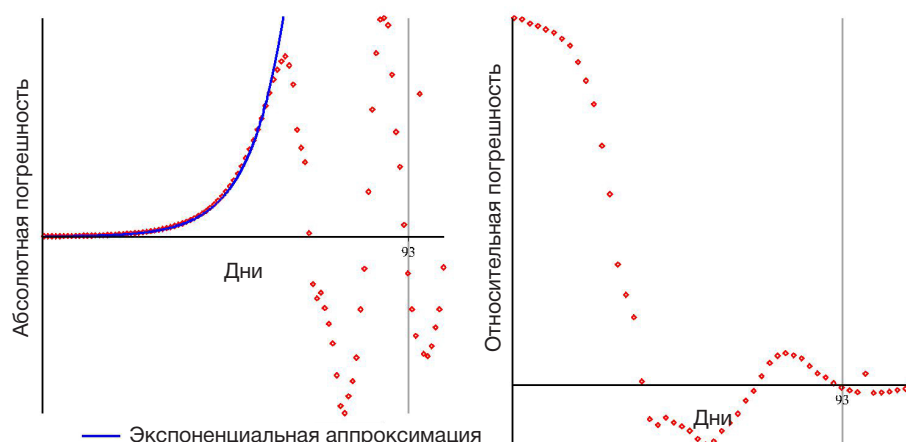 Абсолютная погрешность
Дни
93
Экспоненциальная аппроксимация
Относительная погрешность
Дни
93